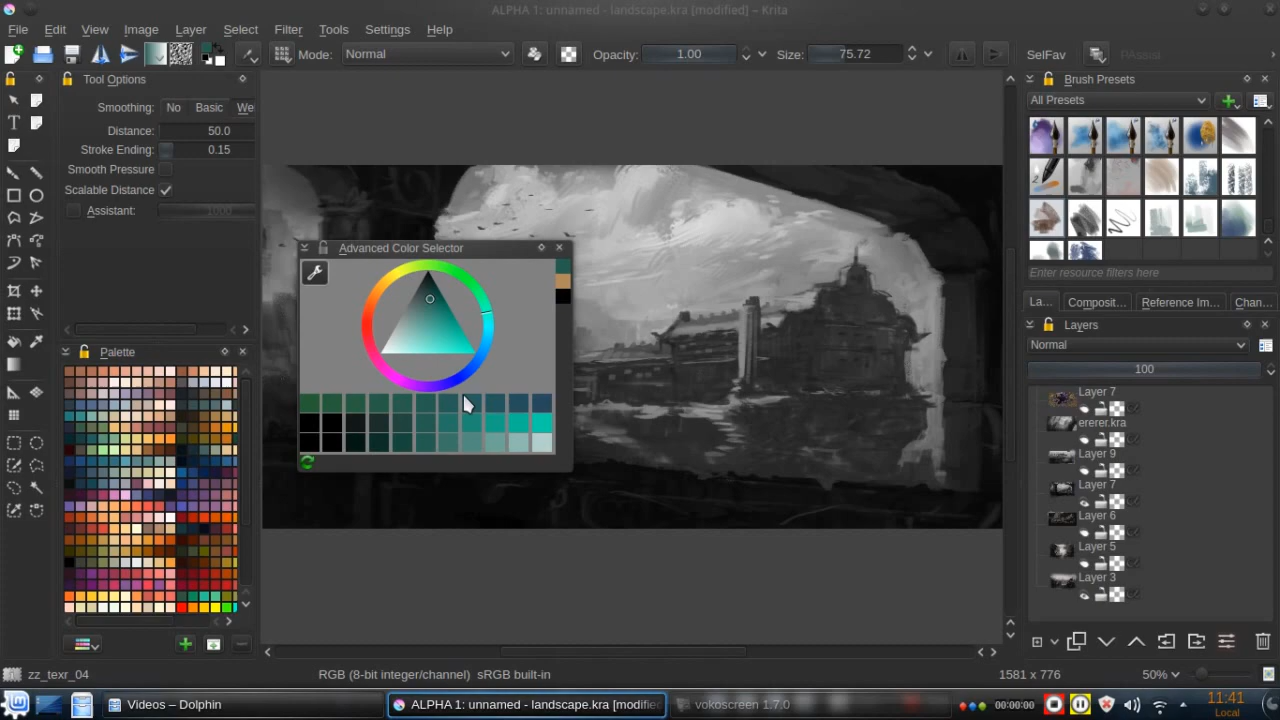 ALPHA 1: unnamed - landscape.kra [modified] – Krita
File Edit View Image Layer Select Filter Tools Settings Help
Mode: Normal Opacity: 1.00 Size: 75.72 SelFav PAssist
Tool Options
Smoothing: No Basic We
Distance: 50.0
Stroke Ending: 0.15
Smooth Pressure
Scalable Distance
Assistant: 1000
Palette
Advanced Color Selector
Brush Presets
All Presets
Enter resource filters here
La... Composit... Reference Im... Chan...
Layers
Normal
100
Layer 7
ererer.kra
Layer 9
Layer 7
Layer 6
Layer 5
Layer 3
zz_texr_04 RGB (8-bit integer/channel) sRGB built-in 1581 x 776 50%
Videos – Dolphin ALPHA 1: unnamed - landscape.kra [modified vokoscreen 1.7.0 00:00:00 11:41
Local